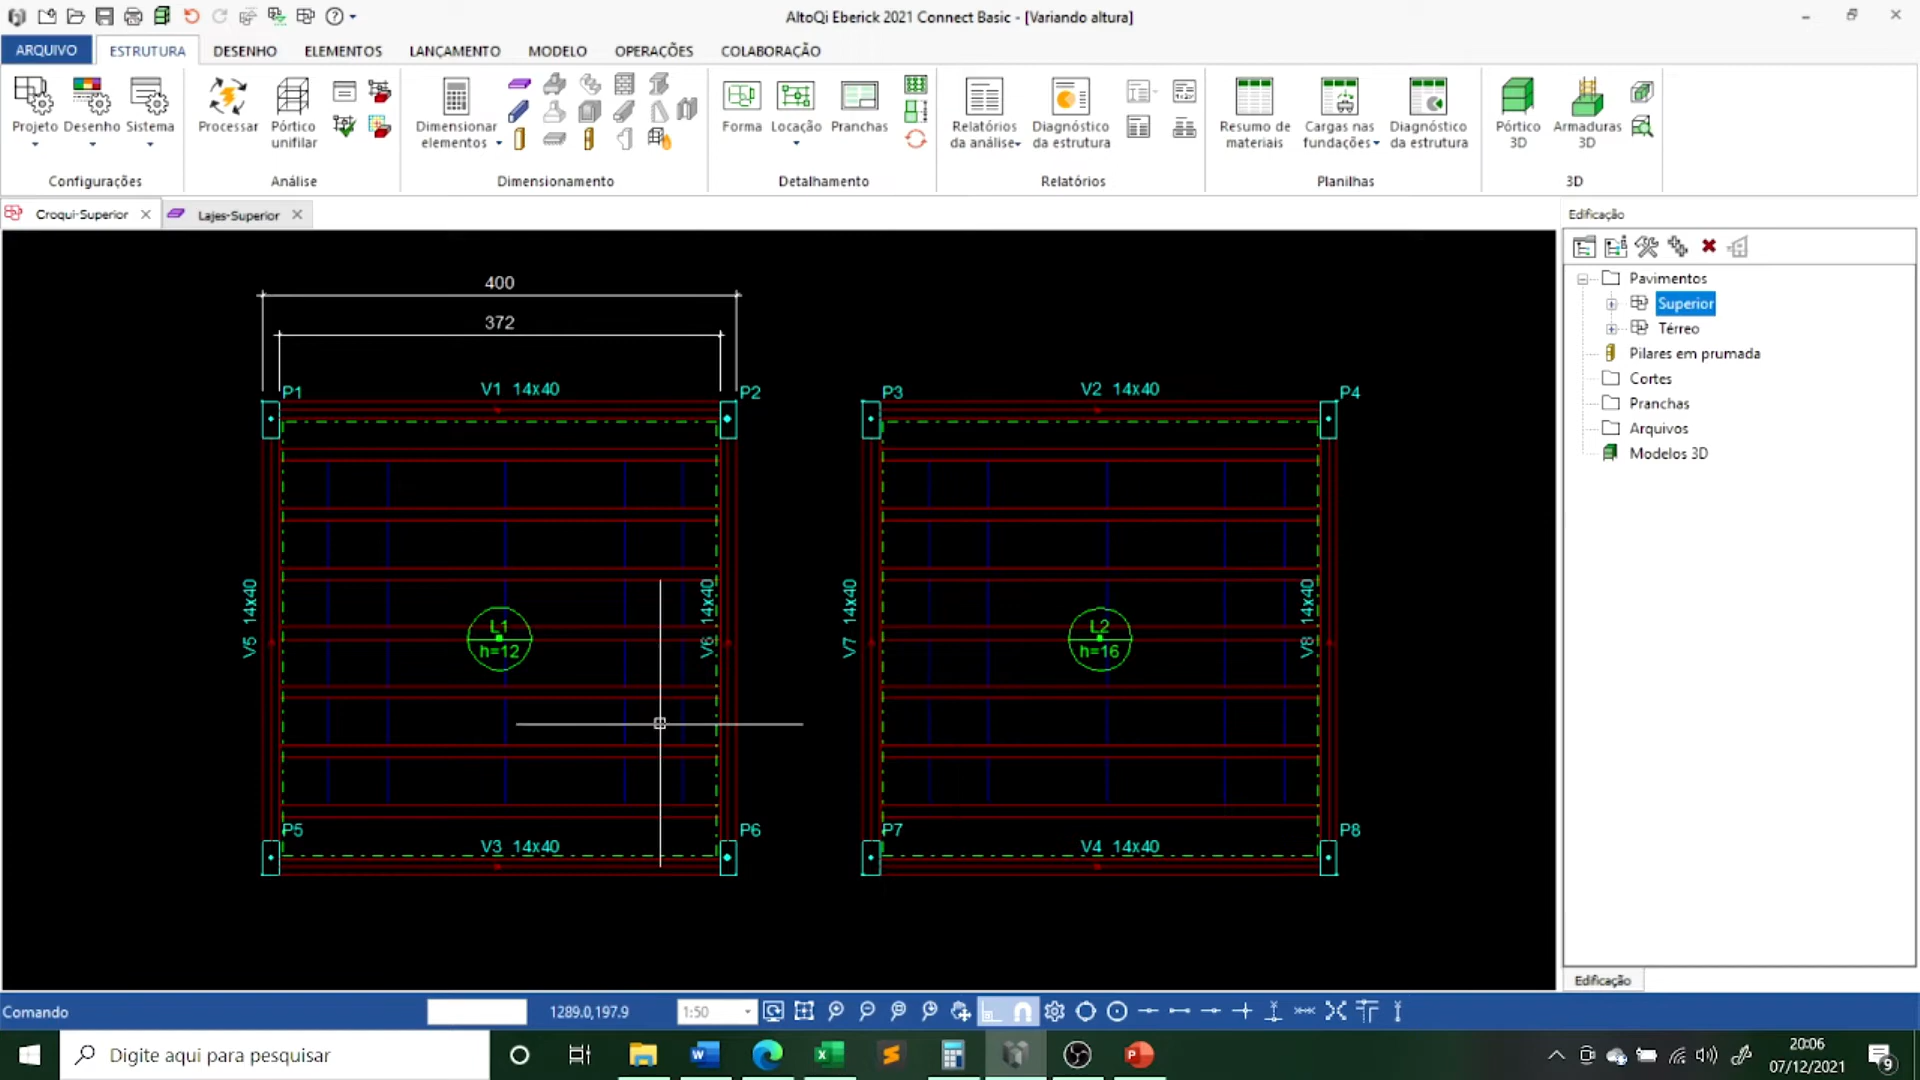 AltoQi Eberick 2021 Connect Basic - [Variando altura]
ARQUIVO ESTRUTURA DESENHO ELEMENTOS LANÇAMENTO MODELO OPERAÇÕES COLABORAÇÃO
Projeto Desenho Sistema
Configurações
Processar Pórtico unifilar
Análise
Dimensionar elementos
Dimensionamento
Forma Locação Pranchas
Detalhamento
Relatórios da análise Diagnóstico da estrutura
Relatórios
Resumo de materiais Cargas nas fundações Diagnóstico da estrutura
Planilhas
Pórtico 3D Armaduras 3D
3D
Croqui-Superior Lajes-Superior
Edificação
Pavimentos
Superior
Térreo
Pilares em prumada
Cortes
Pranchas
Arquivos
Modelos 3D
Edificação
400
372
P1 V1 14x40 P2 P3 V2 14x40 P4
V5 14x40
L1
h=12
V6 14x40
V7 14x40
L2
h=16
V8 14x40
P5 V3 14x40 P6 P7 V4 14x40 P8
Comando 1289.0,197.9 1:50
Digite aqui para pesquisar
20:06
07/12/2021
9